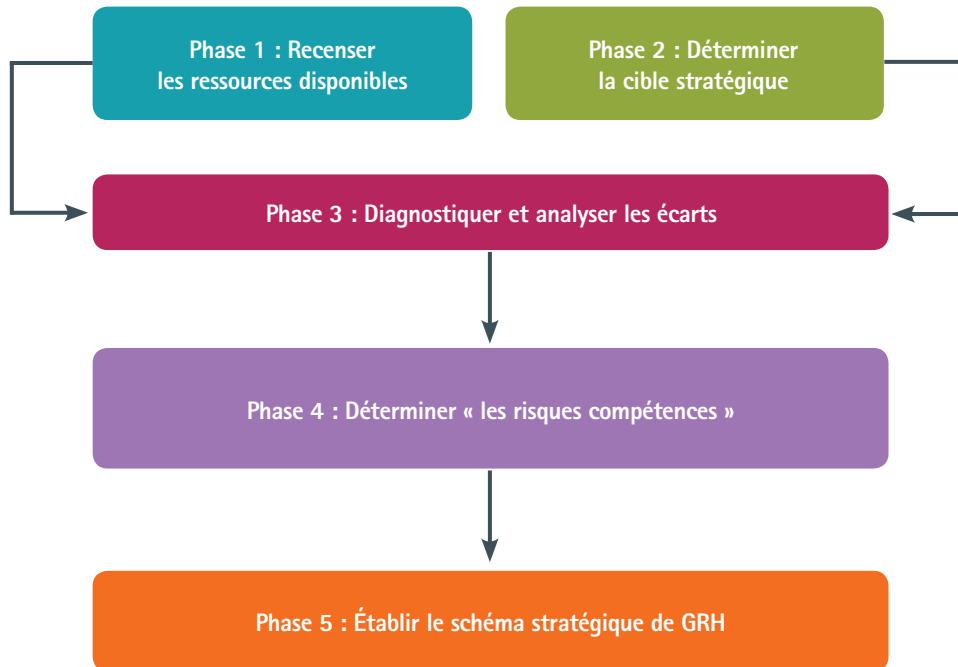 Phase 1 : Recenser
les ressources disponibles
Phase 2 : Déterminer
la cible stratégique
Phase 3 : Diagnostiquer et analyser les écarts
Phase 4 : Déterminer « les risques compétences »
Phase 5 : Établir le schéma stratégique de GRH